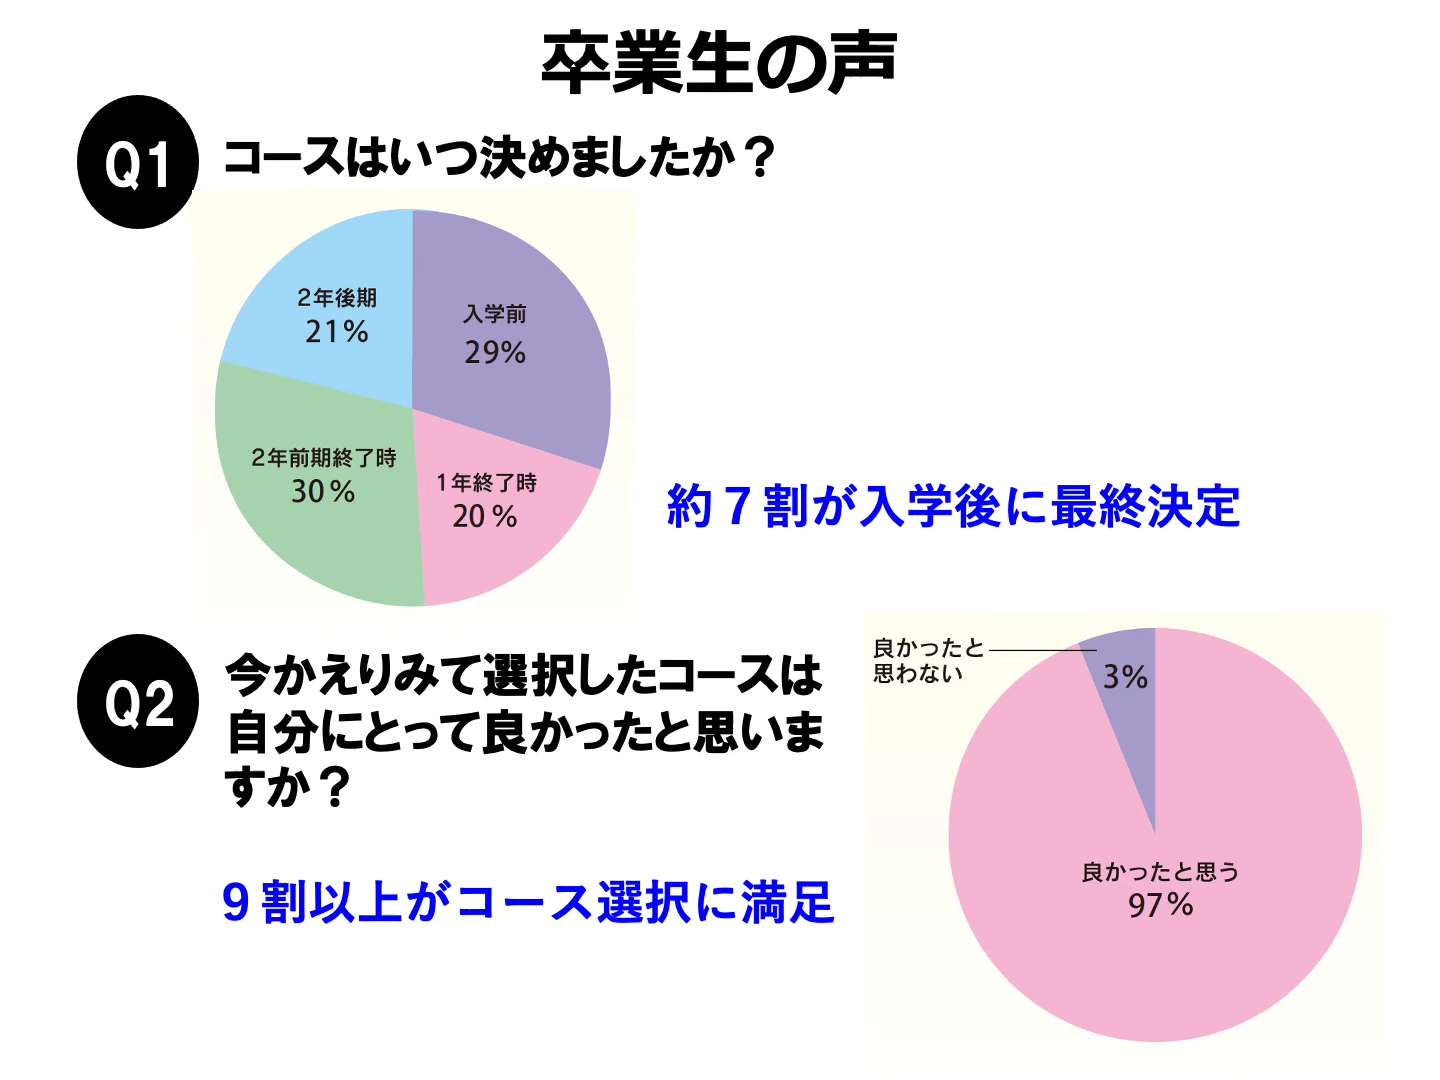 卒業生の声
Q1
コースはいつ決めましたか？
2年後期
21%
入学前
29%
2年前期終了時
30%
1年終了時
20%
約７割が入学後に最終決定
Q2
今かえりみて選択したコースは
自分にとって良かったと思いま
すか？
９割以上がコース選択に満足
良かったと
思わない
3%
良かったと思う
97%